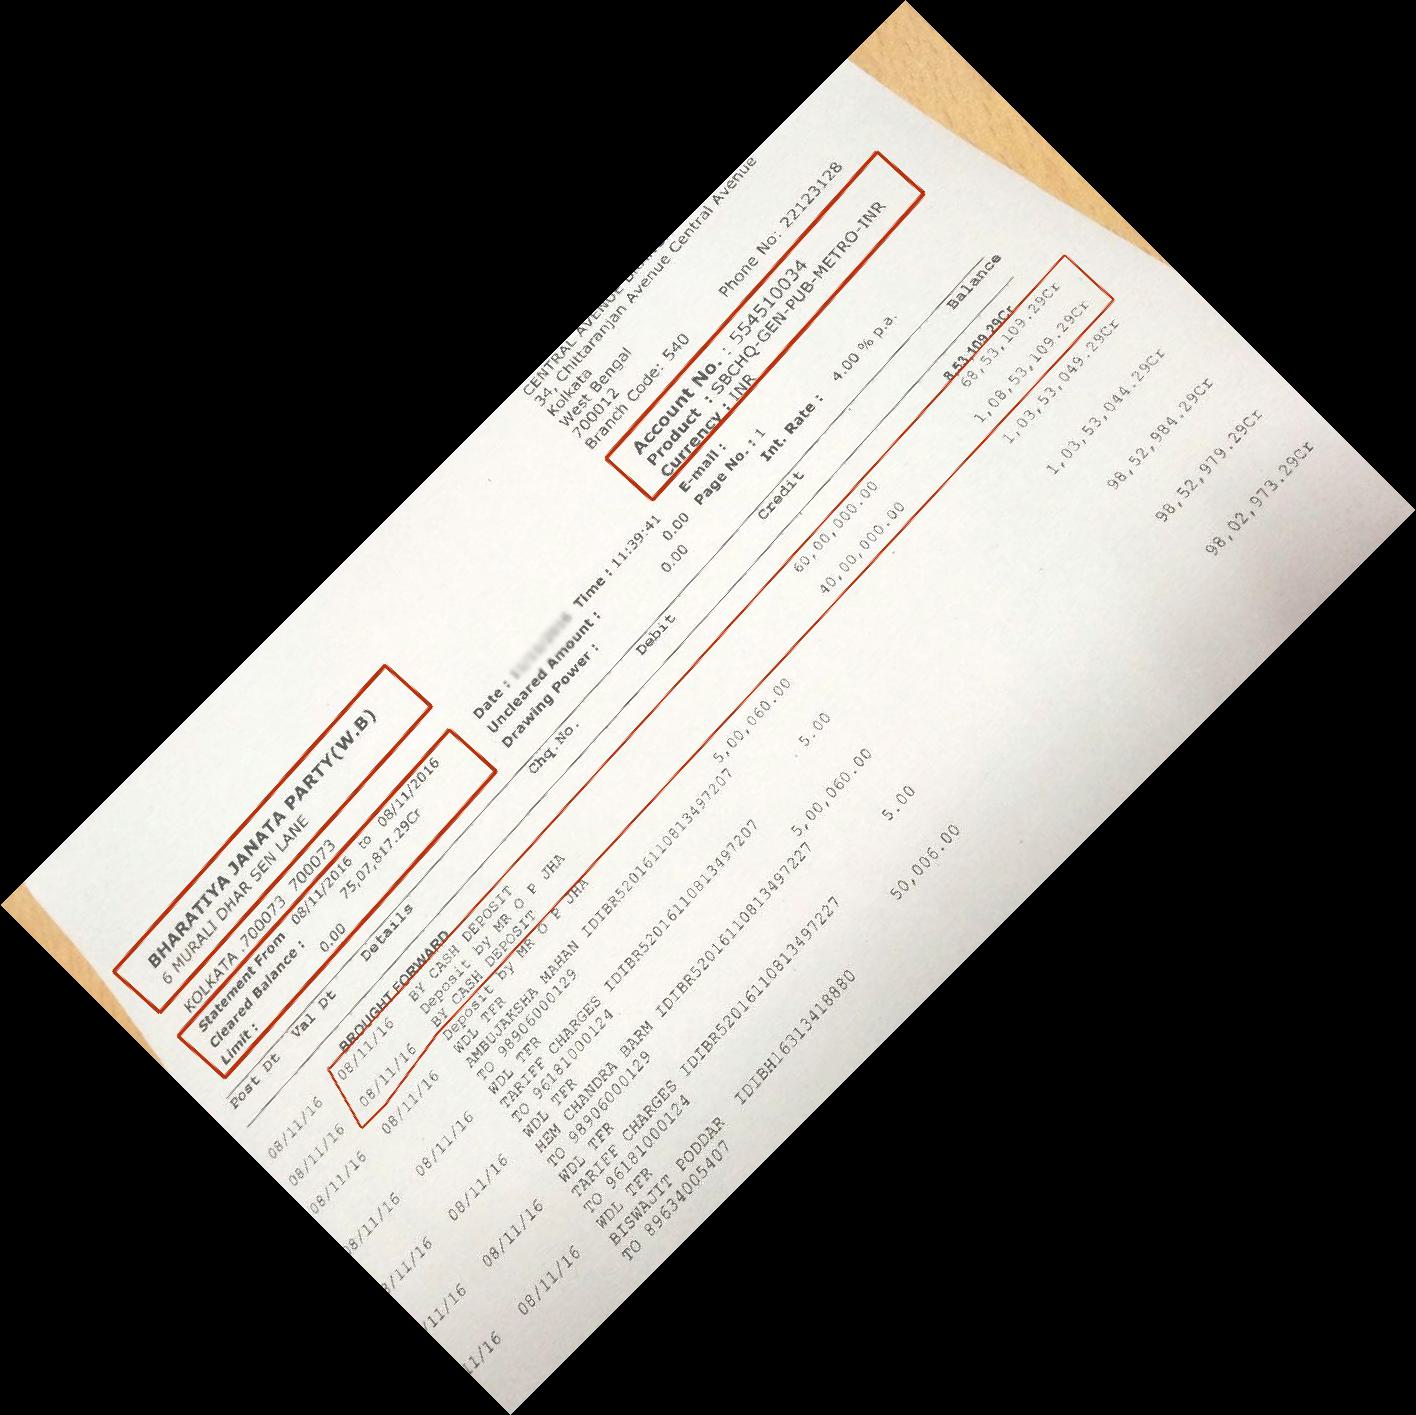 CENTRAL AVENUE
34, Chittaranjan Avenue Central Avenue
Kolkata
West Bengal
700012
Branch Code: 540 Phone No: 22123128
BHARATIYA JANATA PARTY(W.B)
6 MURALI DHAR SEN LANE
KOLKATA ,700073 700073
Account No. : 554510034
Product : SBCHQ-GEN-PUB-METRO-INR
Currency : INR
Statement From 08/11/2016 to 08/11/2016 Date : Time : 11:39:41 E-mail :
Cleared Balance : 75,07,817.29Cr Uncleared Amount : 0.00 Page No. : 1
Limit : 0.00 Drawing Power : 0.00 Int. Rate : 4.00 % p.a.
Post Dt Val Dt Details Chq.No. Debit Credit Balance
BROUGHT FORWARD 8,53,109.29Cr
08/11/16 08/11/16 BY CASH DEPOSIT 60,00,000.00 68,53,109.29Cr
Deposit by MR O P JHA
08/11/16 08/11/16 BY CASH DEPOSIT 40,00,000.00 1,08,53,109.29Cr
Deposit by MR O P JHA
08/11/16 08/11/16 WDL TFR 5,00,060.00 1,03,53,049.29Cr
AMBUJAKSHA MAHAN IDIBR52016110813497207
TO 98906000129
08/11/16 08/11/16 WDL TFR 5.00 1,03,53,044.29Cr
TARIFF CHARGES IDIBR52016110813497207
TO 96181000124
8/11/16 08/11/16 WDL TFR 5,00,060.00 98,52,984.29Cr
HEM CHANDRA BARM IDIBR52016110813497227
TO 98906000129
/11/16 08/11/16 WDL TFR 5.00 98,52,979.29Cr
TARIFF CHARGES IDIBR52016110813497227
TO 96181000124
11/16 08/11/16 WDL TFR 50,006.00 98,02,973.29Cr
BISWAJIT PODDAR IDIBH16313418880
TO 89634005407